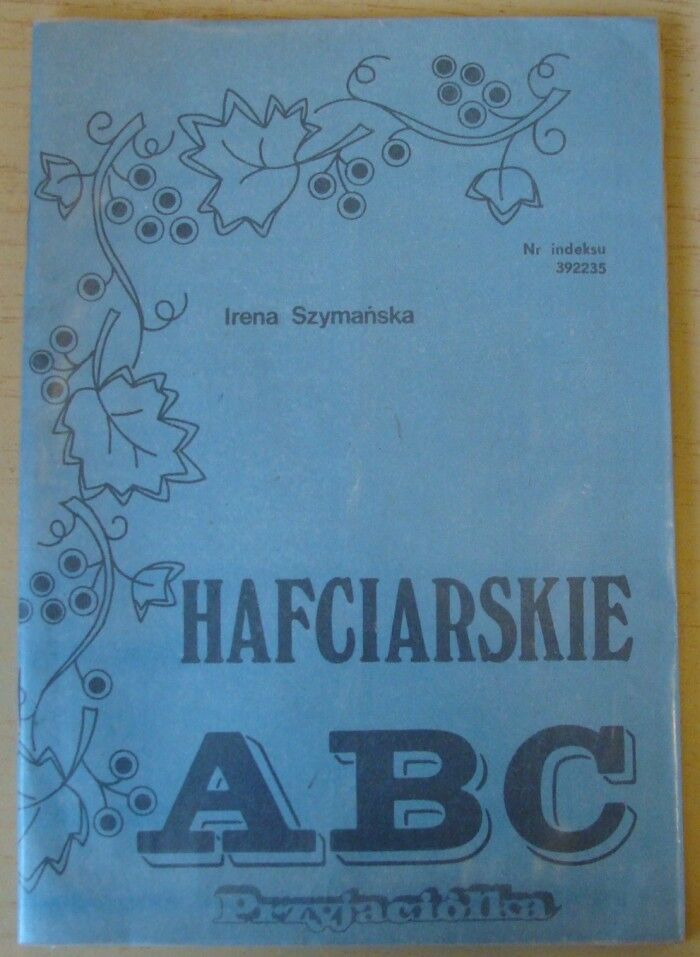 Nr indeksu
392235
Irena Szymańska
HAFCIARSKIE
ABC
Przyjaciółka